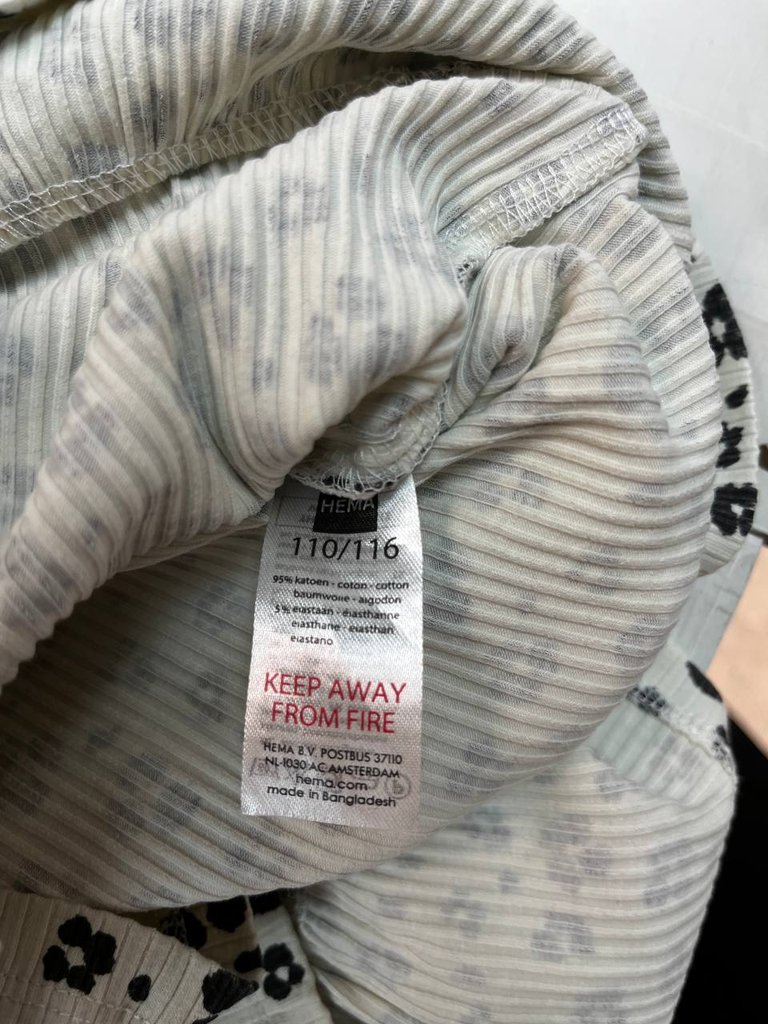 HEMA
110/116
95% katoen - coton - cotton
baumwolle - algodon
5% elastaan - élasthanne
elasthane - elasthan
elastano
KEEP AWAY
FROM FIRE
HEMA B.V. POSTBUS 37110
NL-1030 AC AMSTERDAM
hema.com
made in Bangladesh